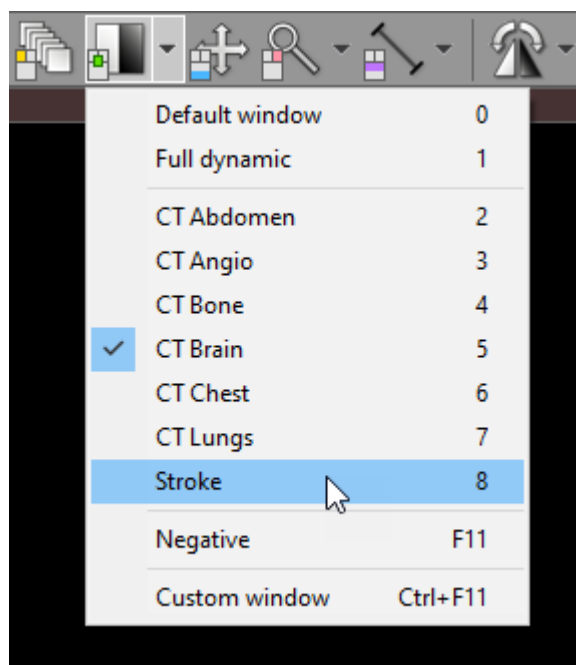 Default window 0
Full dynamic 1
CT Abdomen 2
CT Angio 3
CT Bone 4
CT Brain 5
CT Chest 6
CT Lungs 7
Stroke 8
Negative F11
Custom window Ctrl+F11